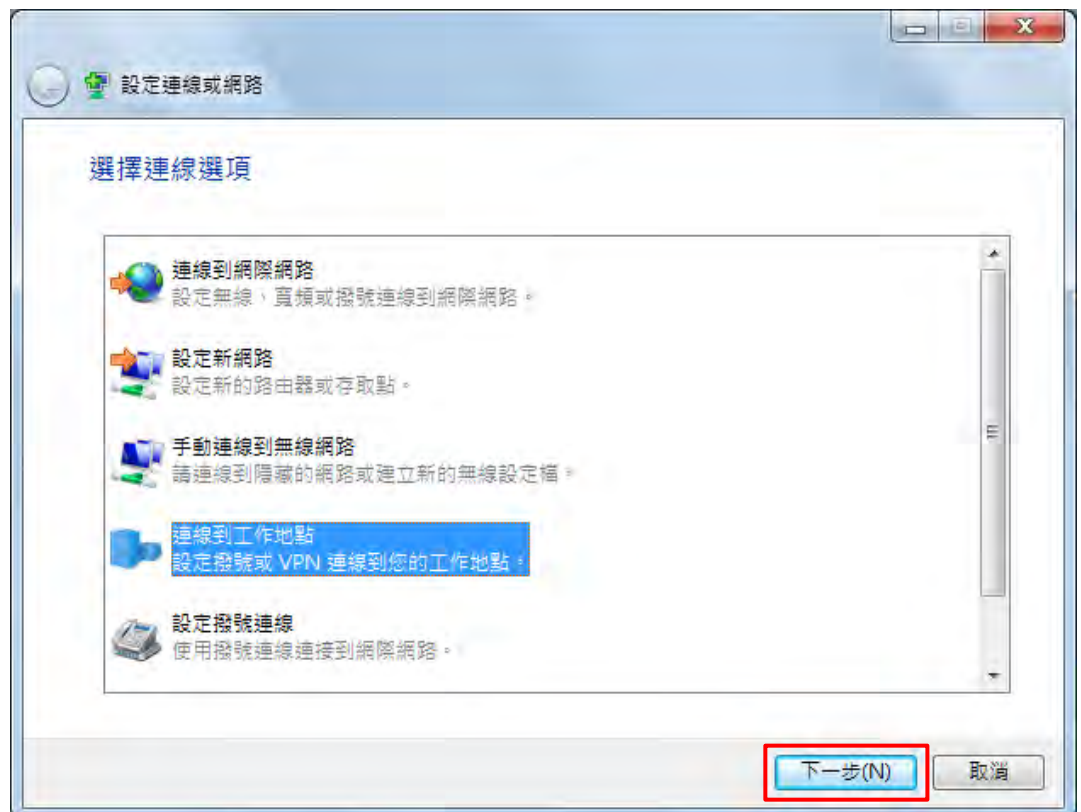 設定連線或網路
選擇連線選項
連線到網際網路
設定無線、寬頻或撥號連線到網際網路。
設定新網路
設定新的路由器或存取點。
手動連線到無線網路
請連線到隱藏的網路或建立新的無線設定檔。
連線到工作地點
設定撥號或 VPN 連線到您的工作地點。
設定撥號連線
使用撥號連線連接到網際網路。
下一步(N)
取消